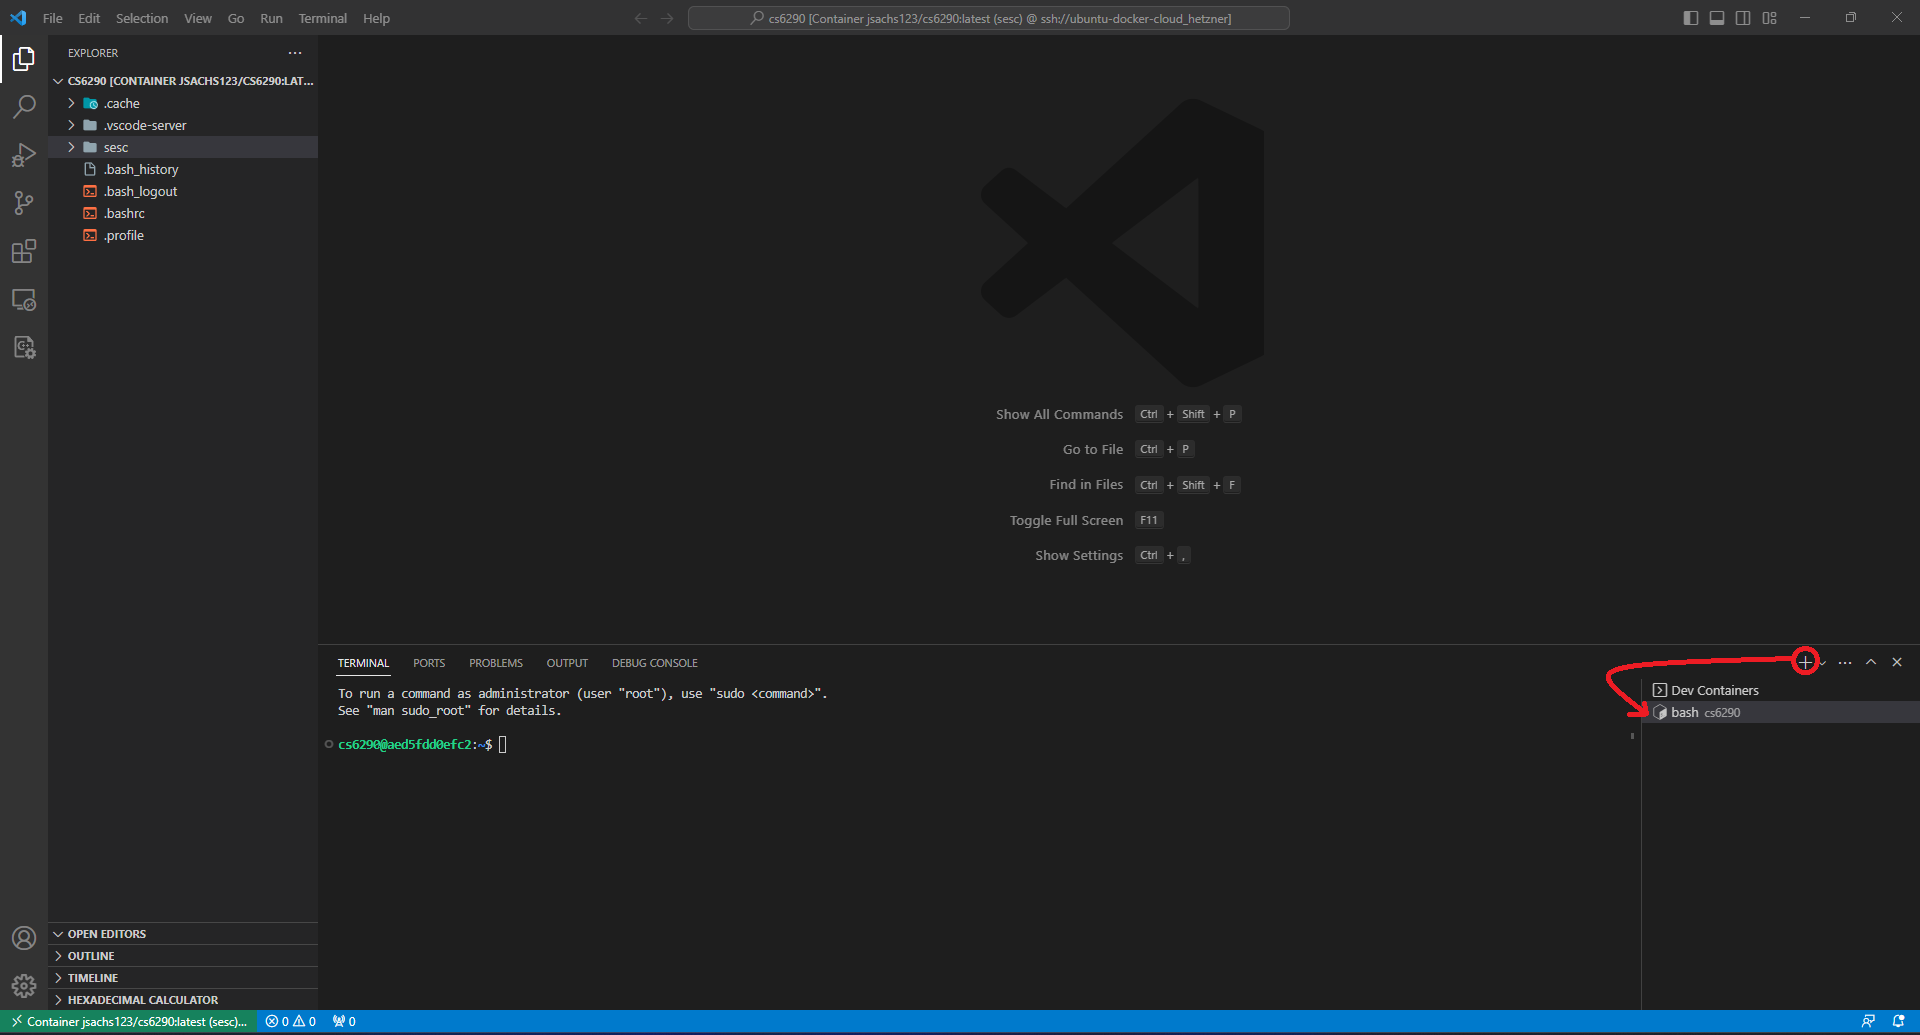 File Edit Selection View Go Run Terminal Help
cs6290 [Container jsachs123/cs6290:latest (sesc) @ ssh://ubuntu-docker-cloud_hetzner]
EXPLORER
CS6290 [CONTAINER JSACHS123/CS6290:LAT...
.cache
.vscode-server
sesc
.bash_history
.bash_logout
.bashrc
.profile
Show All Commands Ctrl + Shift + P
Go to File Ctrl + P
Find in Files Ctrl + Shift + F
Toggle Full Screen F11
Show Settings Ctrl + ,
TERMINAL PORTS PROBLEMS OUTPUT DEBUG CONSOLE
To run a command as administrator (user "root"), use "sudo <command>".
See "man sudo_root" for details.
cs6290@aed5fdd0efc2:~$
Dev Containers
bash cs6290
OPEN EDITORS
OUTLINE
TIMELINE
HEXADECIMAL CALCULATOR
Container jsachs123/cs6290:latest (sesc)... 0 0 0